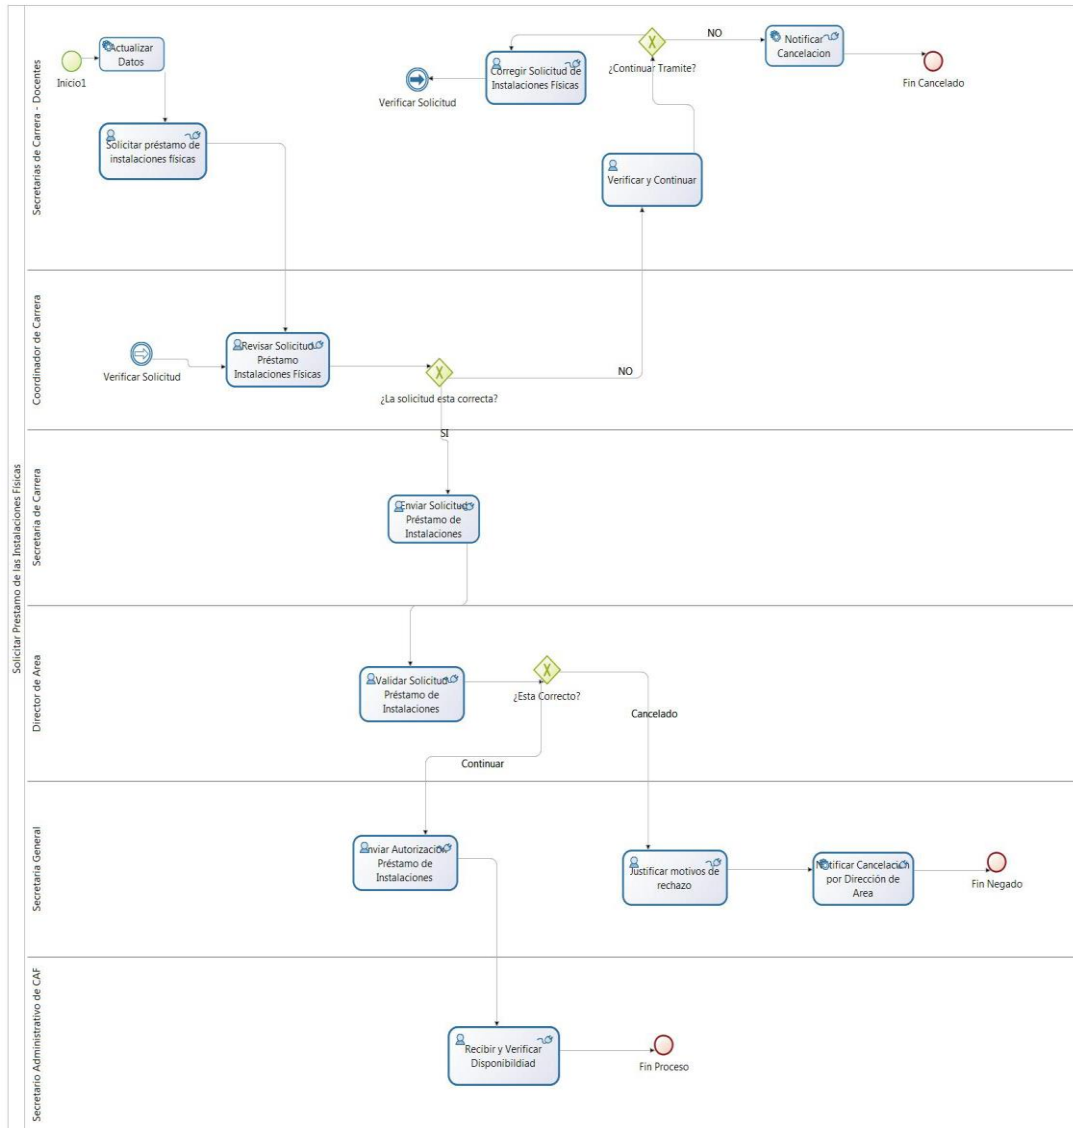 Solicitar Prestamo de las Instalaciones Físicas
Secretarias de Carrera - Docentes
Inicio1
Actualizar
Datos
Solicitar préstamo de
instalaciones físicas
Verificar Solicitud
Corregir Solicitud de
Instalaciones Físicas
¿Continuar Tramite?
NO
Notificar
Cancelacion
Fin Cancelado
Verificar y Continuar
Coordinador de Carrera
Verificar Solicitud
Revisar Solicitud
Préstamo
Instalaciones Físicas
¿La solicitud esta correcta?
NO
SI
Secretaria de Carrera
Enviar Solicitud
Préstamo de
Instalaciones
Director de Area
Validar Solicitud
Préstamo de
Instalaciones
¿Esta Correcto?
Cancelado
Continuar
Secretaria General
Enviar Autorización
Préstamo de
Instalaciones
Justificar motivos de
rechazo
Notificar Cancelacion
por Dirección de
Area
Fin Negado
Secretario Administrativo de CAF
Recibir y Verificar
Disponibildiad
Fin Proceso